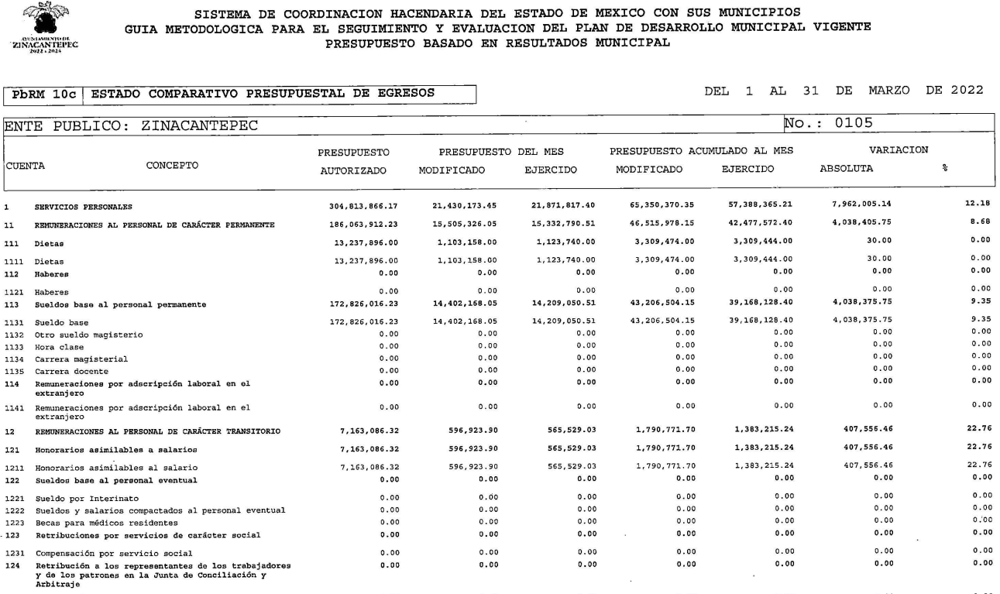 AYUNTAMIENTO DE
ZINACANTEPEC
2022 - 2024
SISTEMA DE COORDINACION HACENDARIA DEL ESTADO DE MEXICO CON SUS MUNICIPIOS
GUIA METODOLOGICA PARA EL SEGUIMIENTO Y EVALUACION DEL PLAN DE DESARROLLO MUNICIPAL VIGENTE
PRESUPUESTO BASADO EN RESULTADOS MUNICIPAL
PbRM 10c ESTADO COMPARATIVO PRESUPUESTAL DE EGRESOS DEL 1 AL 31 DE MARZO DE 2022
ENTE PUBLICO: ZINACANTEPEC No.: 0105
PRESUPUESTO PRESUPUESTO DEL MES PRESUPUESTO ACUMULADO AL MES VARIACION
CUENTA CONCEPTO AUTORIZADO MODIFICADO EJERCIDO MODIFICADO EJERCIDO ABSOLUTA %
1 SERVICIOS PERSONALES 304,813,866.17 21,430,173.45 21,871,817.40 65,350,370.35 57,388,365.21 7,962,005.14 12.18
11 REMUNERACIONES AL PERSONAL DE CARÁCTER PERMANENTE 186,063,912.23 15,505,326.05 15,332,790.51 46,515,978.15 42,477,572.40 4,038,405.75 8.68
111 Dietas 13,237,896.00 1,103,158.00 1,123,740.00 3,309,474.00 3,309,444.00 30.00 0.00
1111 Dietas 13,237,896.00 1,103,158.00 1,123,740.00 3,309,474.00 3,309,444.00 30.00 0.00
112 Haberes 0.00 0.00 0.00 0.00 0.00 0.00 0.00
1121 Haberes 0.00 0.00 0.00 0.00 0.00 0.00 0.00
113 Sueldos base al personal permanente 172,826,016.23 14,402,168.05 14,209,050.51 43,206,504.15 39,168,128.40 4,038,375.75 9.35
1131 Sueldo base 172,826,016.23 14,402,168.05 14,209,050.51 43,206,504.15 39,168,128.40 4,038,375.75 9.35
1132 Otro sueldo magisterio 0.00 0.00 0.00 0.00 0.00 0.00 0.00
1133 Hora clase 0.00 0.00 0.00 0.00 0.00 0.00 0.00
1134 Carrera magisterial 0.00 0.00 0.00 0.00 0.00 0.00 0.00
1135 Carrera docente 0.00 0.00 0.00 0.00 0.00 0.00 0.00
114 Remuneraciones por adscripción laboral en el 0.00 0.00 0.00 0.00 0.00 0.00 0.00
extranjero
1141 Remuneraciones por adscripción laboral en el 0.00 0.00 0.00 0.00 0.00 0.00 0.00
extranjero
12 REMUNERACIONES AL PERSONAL DE CARÁCTER TRANSITORIO 7,163,086.32 596,923.90 565,529.03 1,790,771.70 1,383,215.24 407,556.46 22.76
121 Honorarios asimilables a salarios 7,163,086.32 596,923.90 565,529.03 1,790,771.70 1,383,215.24 407,556.46 22.76
1211 Honorarios asimilables al salario 7,163,086.32 596,923.90 565,529.03 1,790,771.70 1,383,215.24 407,556.46 22.76
122 Sueldos base al personal eventual 0.00 0.00 0.00 0.00 0.00 0.00 0.00
1221 Sueldo por Interinato 0.00 0.00 0.00 0.00 0.00 0.00 0.00
1222 Sueldos y salarios compactados al personal eventual 0.00 0.00 0.00 0.00 0.00 0.00 0.00
1223 Becas para médicos residentes 0.00 0.00 0.00 0.00 0.00 0.00 0.00
123 Retribuciones por servicios de carácter social 0.00 0.00 0.00 0.00 0.00 0.00 0.00
1231 Compensación por servicio social 0.00 0.00 0.00 0.00 0.00 0.00 0.00
124 Retribución a los representantes de los trabajadores 0.00 0.00 0.00 0.00 0.00 0.00 0.00
y de los patrones en la Junta de Conciliación y
Arbitraje